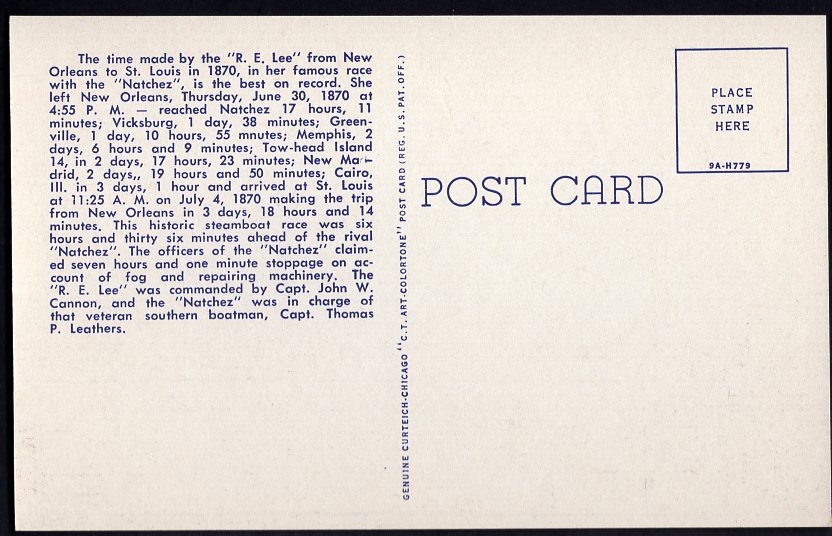 The time made by the "R. E. Lee" from New
Orleans to St. Louis in 1870, in her famous race
with the "Natchez", is the best on record. She
left New Orleans, Thursday, June 30, 1870 at
4:55 P. M. — reached Natchez 17 hours, 11
minutes; Vicksburg, 1 day, 38 minutes; Green-
ville, 1 day, 10 hours, 55 mnutes; Memphis, 2
days, 6 hours and 9 minutes; Tow-head Island
14, in 2 days, 17 hours, 23 minutes; New Ma-
drid, 2 days,, 19 hours and 50 minutes; Cairo,
Ill. in 3 days, 1 hour and arrived at St. Louis
at 11:25 A. M. on July 4, 1870 making the trip
from New Orleans in 3 days, 18 hours and 14
minutes. This historic steamboat race was six
hours and thirty six minutes ahead of the rival
"Natchez". The officers of the "Natchez" claim-
ed seven hours and one minute stoppage on ac-
count of fog and repairing machinery. The
"R. E. Lee" was commanded by Capt. John W.
Cannon, and the "Natchez" was in charge of
that veteran southern boatman, Capt. Thomas
P. Leathers.
GENUINE CURTEICH-CHICAGO "C.T. ART-COLORTONE" POST CARD (REG. U.S. PAT. OFF.)
POST CARD
PLACE
STAMP
HERE
9A-H779